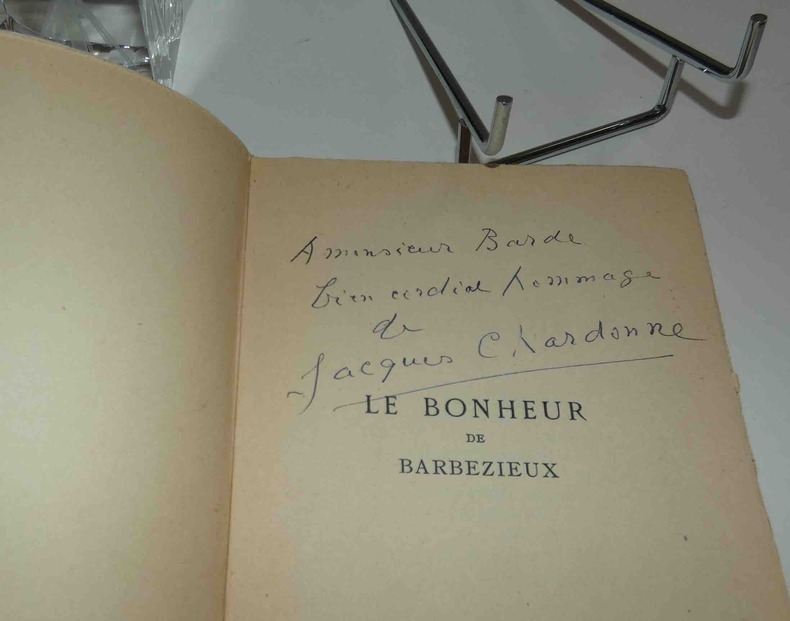 A monsieur Barde
bien cordial hommage
de
Jacques Chardonne
LE BONHEUR
DE
BARBEZIEUX